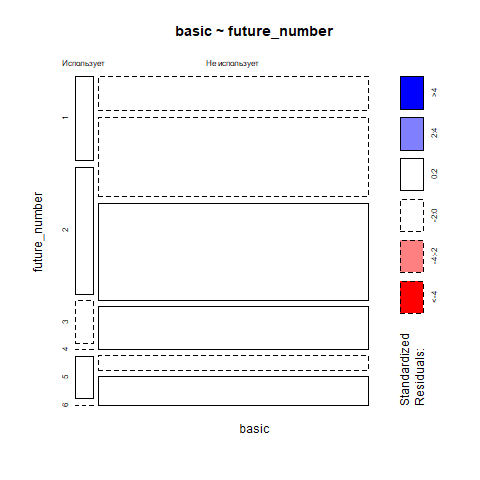 basic ~ future_number
Использует
Не использует
1
2
3
4
5
6
future_number
basic
>4
2:4
0:2
-2:0
-4:-2
<-4
Standardized
Residuals: